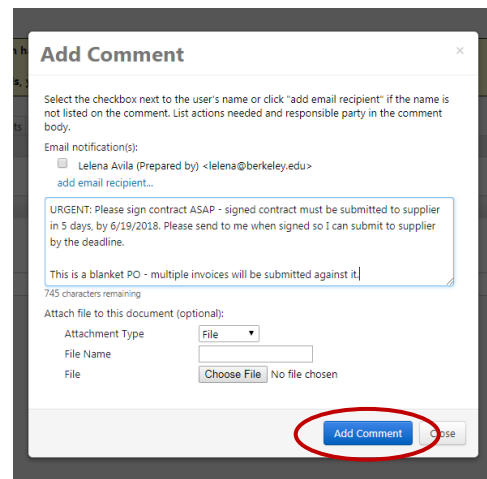 Add Comment
×
Select the checkbox next to the user's name or click "add email recipient" if the name is
not listed on the comment. List actions needed and responsible party in the comment
body.
Email notification(s):
Lelena Avila (Prepared by) <lelena@berkeley.edu>
add email recipient...
URGENT: Please sign contract ASAP - signed contract must be submitted to supplier
in 5 days, by 6/19/2018. Please send to me when signed so I can submit to supplier
by the deadline.
This is a blanket PO - multiple invoices will be submitted against it.
745 characters remaining
Attach file to this document (optional):
Attachment Type File
File Name
File Choose File No file chosen
Add Comment Close